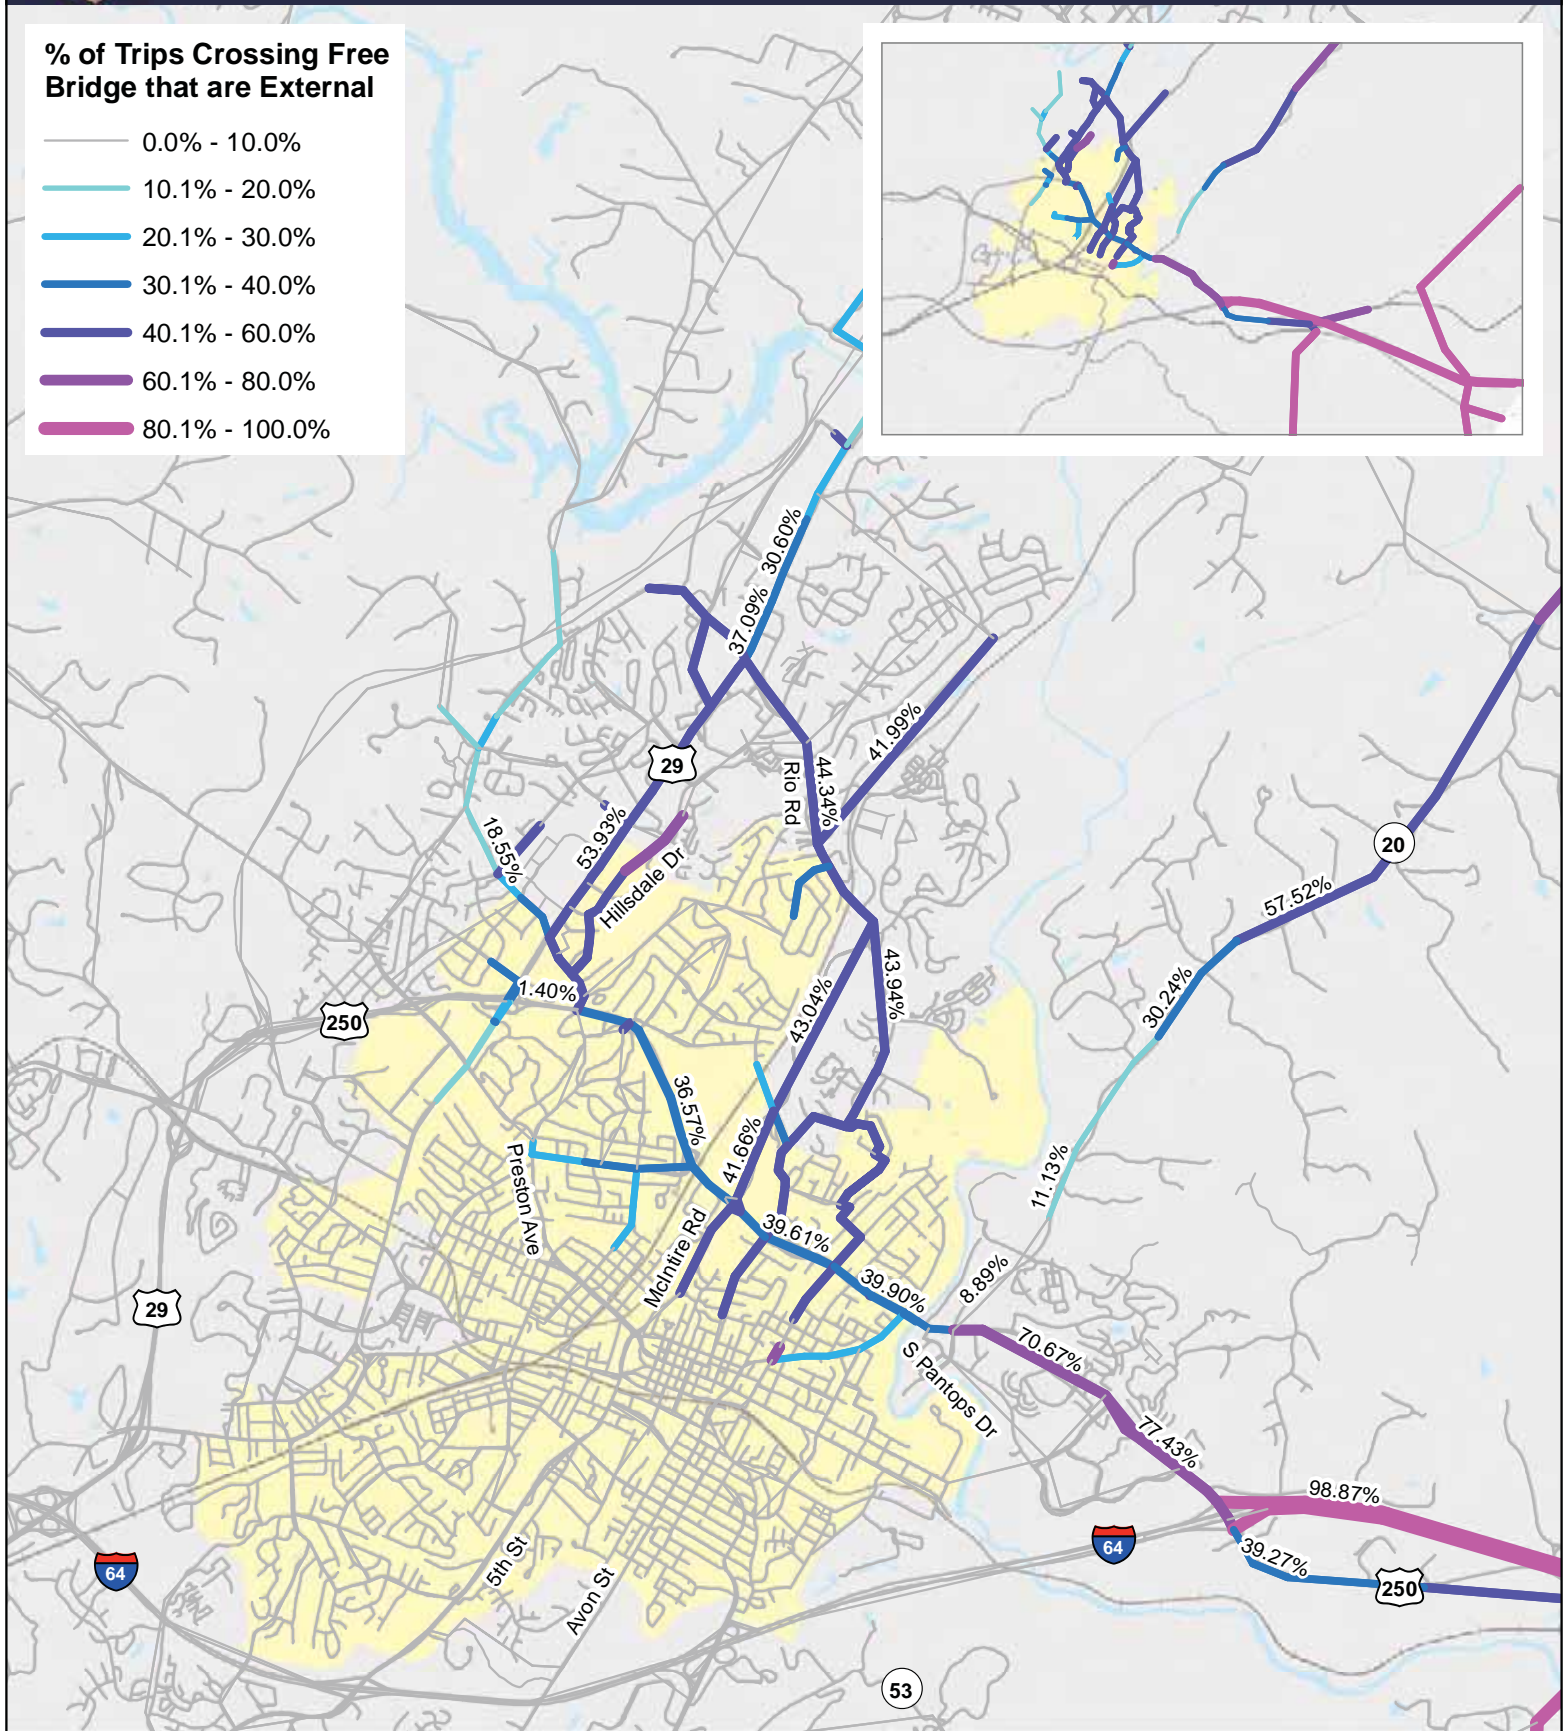 % of Trips Crossing Free
Bridge that are External
0.0% - 10.0%
10.1% - 20.0%
20.1% - 30.0%
30.1% - 40.0%
40.1% - 60.0%
60.1% - 80.0%
80.1% - 100.0%
30.60%
37.09%
41.99%
29
44.34%
Rio Rd
53.93%
18.55%
Hillsdale Dr
20
57.52%
43.94%
43.04%
30.24%
1.40%
250
36.57%
41.66%
Preston Ave
11.13%
McIntire Rd
39.61%
39.90%
8.89%
29
70.67%
S Pantops Dr
77.43%
98.87%
64
39.27%
250
64
5th St
Avon St
53